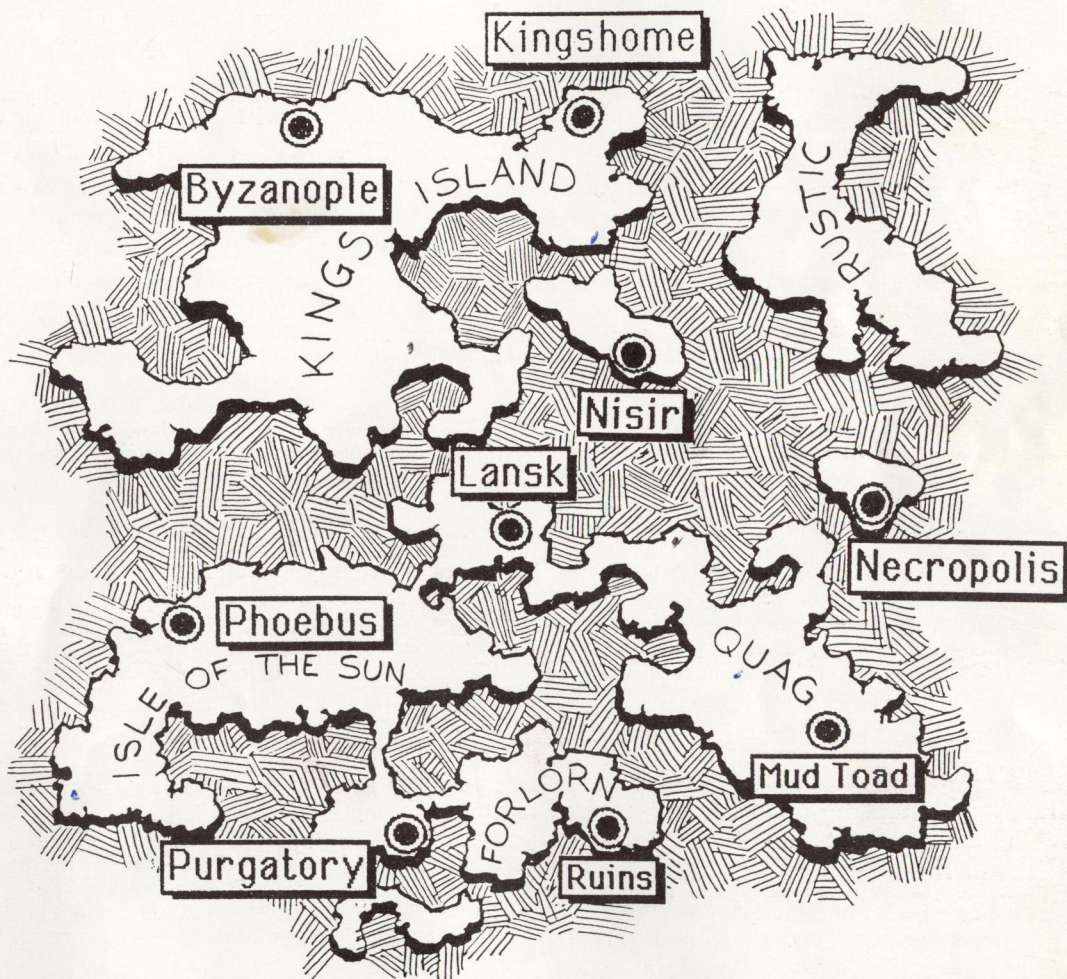 Kingshome
Byzanople
KINGS ISLAND
RUSTIC
Nisir
Lansk
Necropolis
Phoebus
ISLE OF THE SUN
QUAG
Mud Toad
FORLORN
Purgatory
Ruins